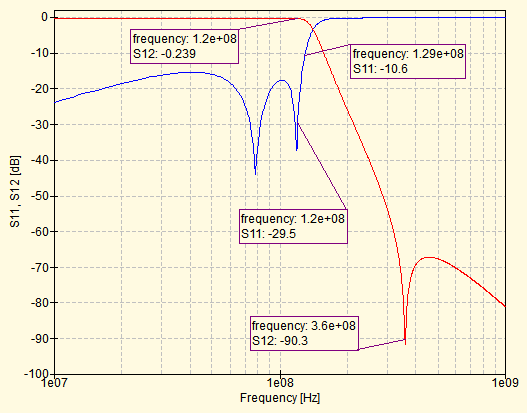 0
-10
-20
-30
-40
-50
-60
-70
-80
-90
-100
S11, S12 [dB]
frequency: 1.2e+08
S12: -0.239
frequency: 1.29e+08
S11: -10.6
frequency: 1.2e+08
S11: -29.5
frequency: 3.6e+08
S12: -90.3
1e07
1e08
1e09
Frequency [Hz]